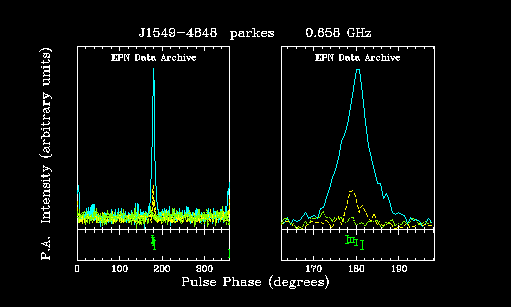 J1549-4848 parkes 0.658 GHz
EPN Data Archive
EPN Data Archive
P.A. Intensity (arbitrary units)
0 100 200 300
170 180 190
Pulse Phase (degrees)